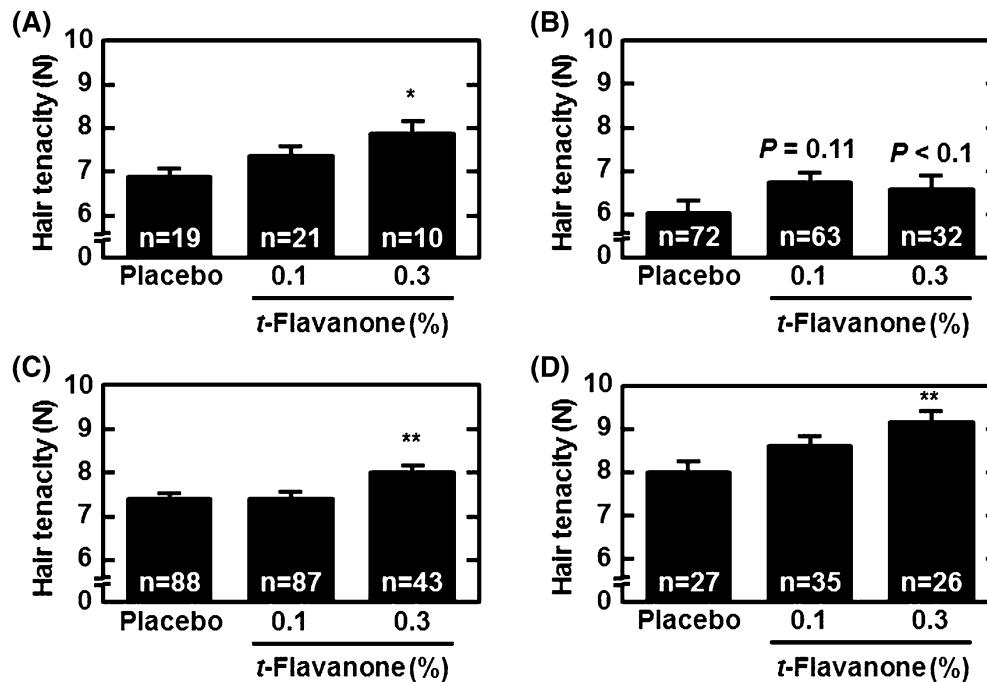 (A)
Hair tenacity (N)
10
9
8
7
6
0
*
n=19 n=21 n=10
Placebo 0.1 0.3
t-Flavanone (%)
(B)
Hair tenacity (N)
10
9
8
7
6
0
P = 0.11 P < 0.1
n=72 n=63 n=32
Placebo 0.1 0.3
t-Flavanone (%)
(C)
Hair tenacity (N)
10
9
8
7
6
0
**
n=88 n=87 n=43
Placebo 0.1 0.3
t-Flavanone (%)
(D)
Hair tenacity (N)
10
9
8
7
6
0
**
n=27 n=35 n=26
Placebo 0.1 0.3
t-Flavanone (%)